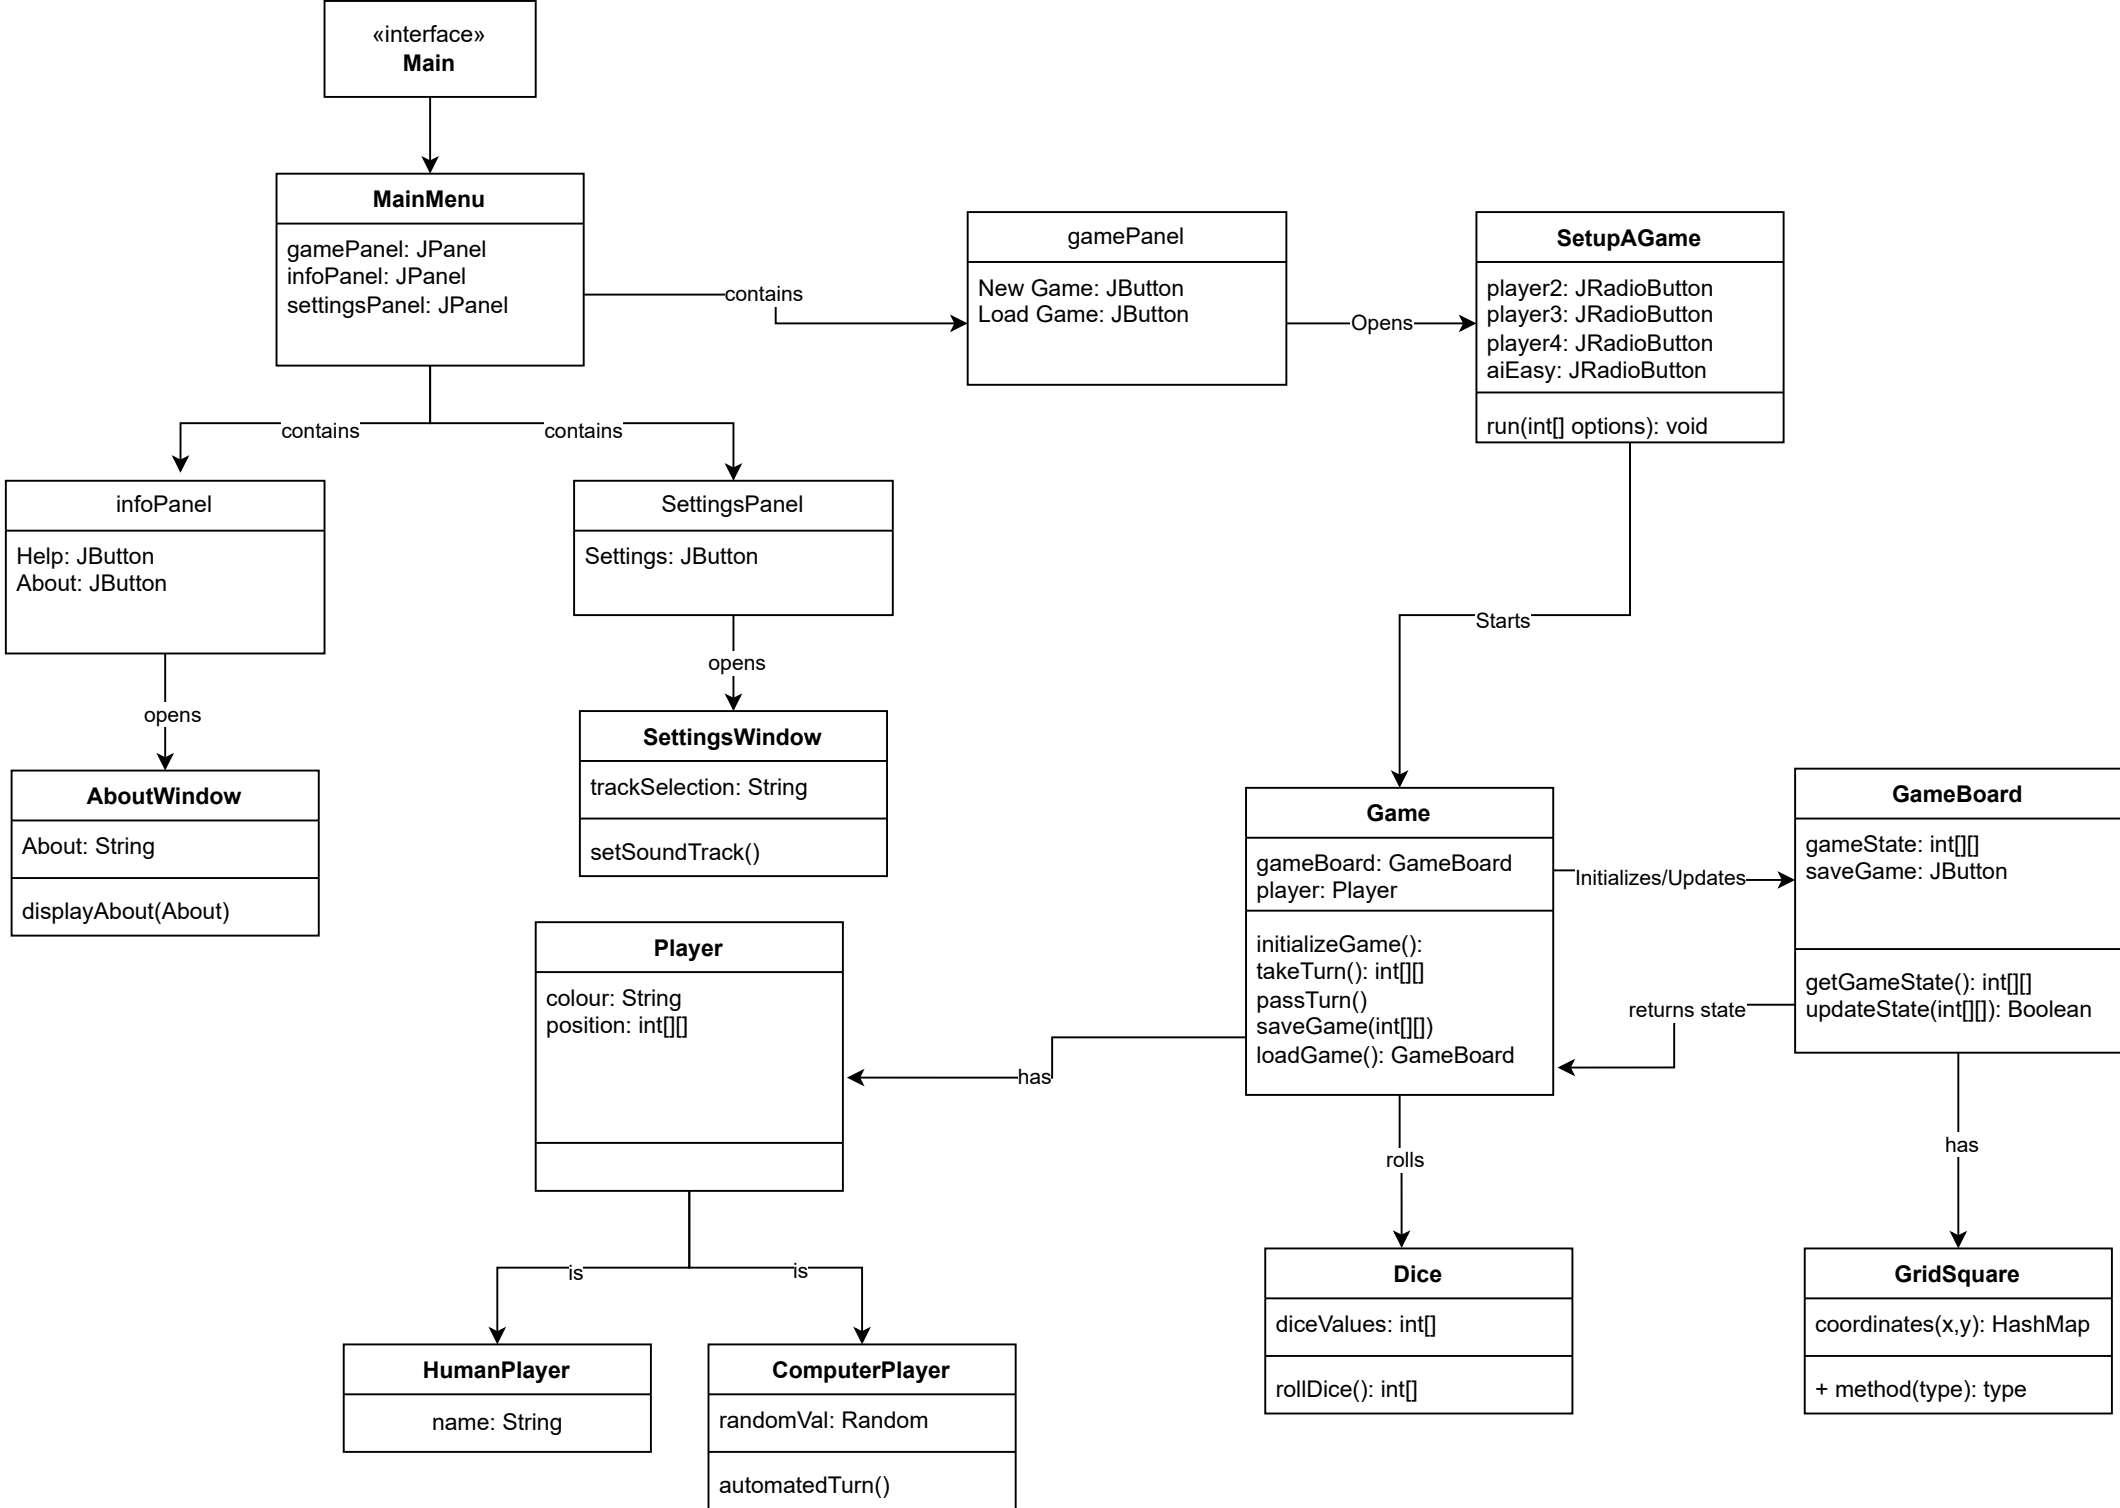 «interface»
Main
MainMenu
gamePanel: JPanel
infoPanel: JPanel
settingsPanel: JPanel
contains
gamePanel
New Game: JButton
Load Game: JButton
Opens
SetupAGame
player2: JRadioButton
player3: JRadioButton
player4: JRadioButton
aiEasy: JRadioButton
run(int[] options): void
contains
contains
infoPanel
Help: JButton
About: JButton
SettingsPanel
Settings: JButton
Starts
opens
opens
AboutWindow
About: String
displayAbout(About)
SettingsWindow
trackSelection: String
setSoundTrack()
Game
gameBoard: GameBoard
player: Player
initializeGame():
takeTurn(): int[][]
passTurn()
saveGame(int[][])
loadGame(): GameBoard
Initializes/Updates
GameBoard
gameState: int[][]
saveGame: JButton
getGameState(): int[][]
updateState(int[][]): Boolean
returns state
Player
colour: String
position: int[][]
has
rolls
has
is
is
HumanPlayer
name: String
ComputerPlayer
randomVal: Random
automatedTurn()
Dice
diceValues: int[]
rollDice(): int[]
GridSquare
coordinates(x,y): HashMap
+ method(type): type